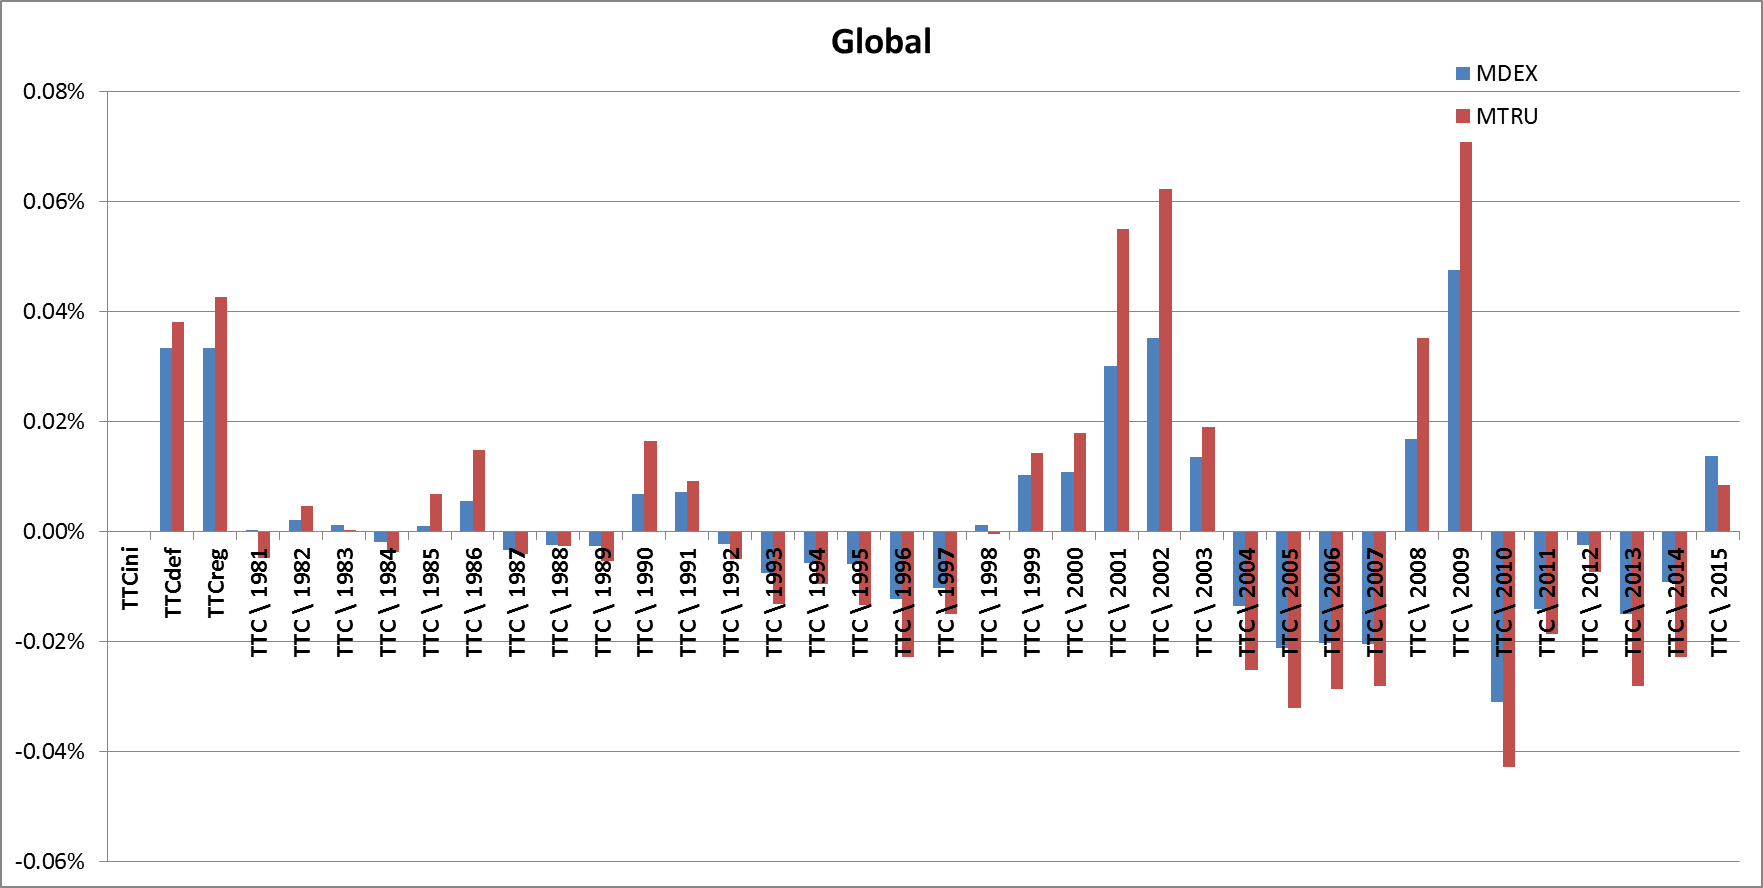 Global
MDEX
MTRU
0.08%
0.06%
0.04%
0.02%
0.00%
-0.02%
-0.04%
-0.06%
TTCini
TTCdef
TTCreg
TTC \ 1981
TTC \ 1982
TTC \ 1983
TTC \ 1984
TTC \ 1985
TTC \ 1986
TTC \ 1987
TTC \ 1988
TTC \ 1989
TTC \ 1990
TTC \ 1991
TTC \ 1992
TTC \ 1993
TTC \ 1994
TTC \ 1995
TTC \ 1996
TTC \ 1997
TTC \ 1998
TTC \ 1999
TTC \ 2000
TTC \ 2001
TTC \ 2002
TTC \ 2003
TTC \ 2004
TTC \ 2005
TTC \ 2006
TTC \ 2007
TTC \ 2008
TTC \ 2009
TTC \ 2010
TTC \ 2011
TTC \ 2012
TTC \ 2013
TTC \ 2014
TTC \ 2015